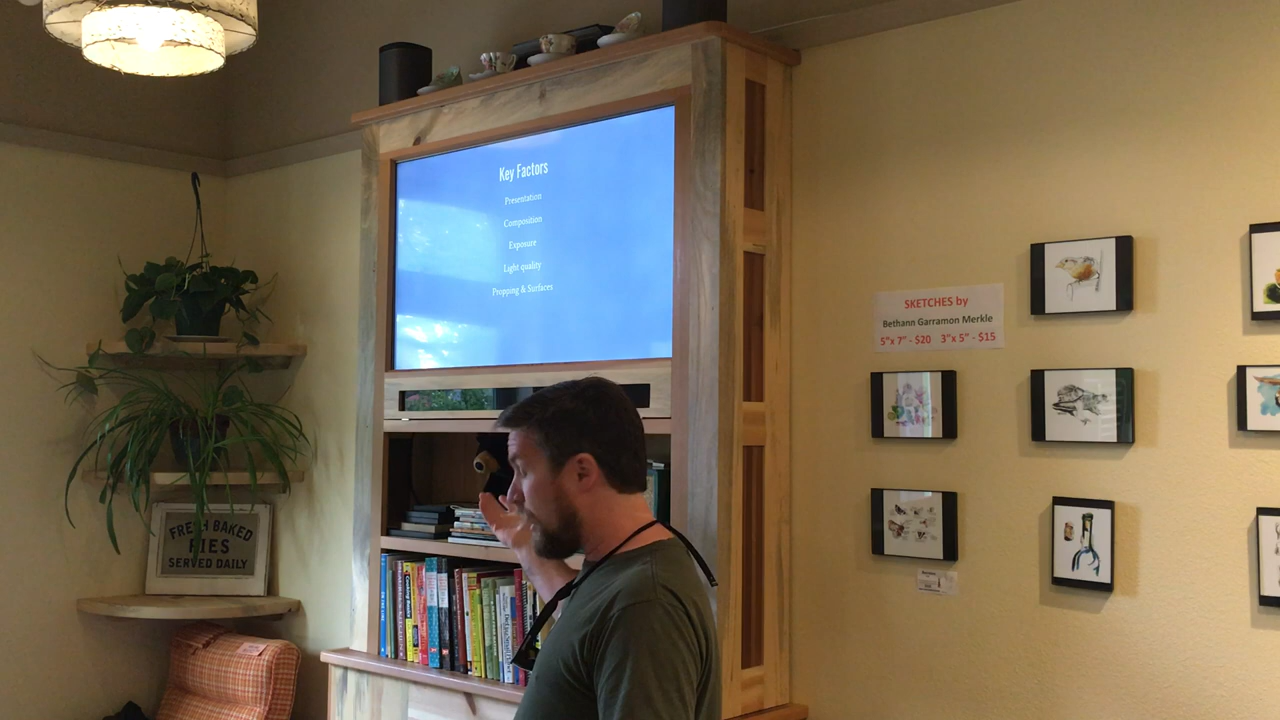 Key Factors
Presentation
Composition
Exposure
Light quality
Propping & Surfaces
SKETCHES by
Bethann Garramon Merkle
5"x 7" - $20 3"x 5" - $15
FRESH BAKED
PIES
SERVED DAILY